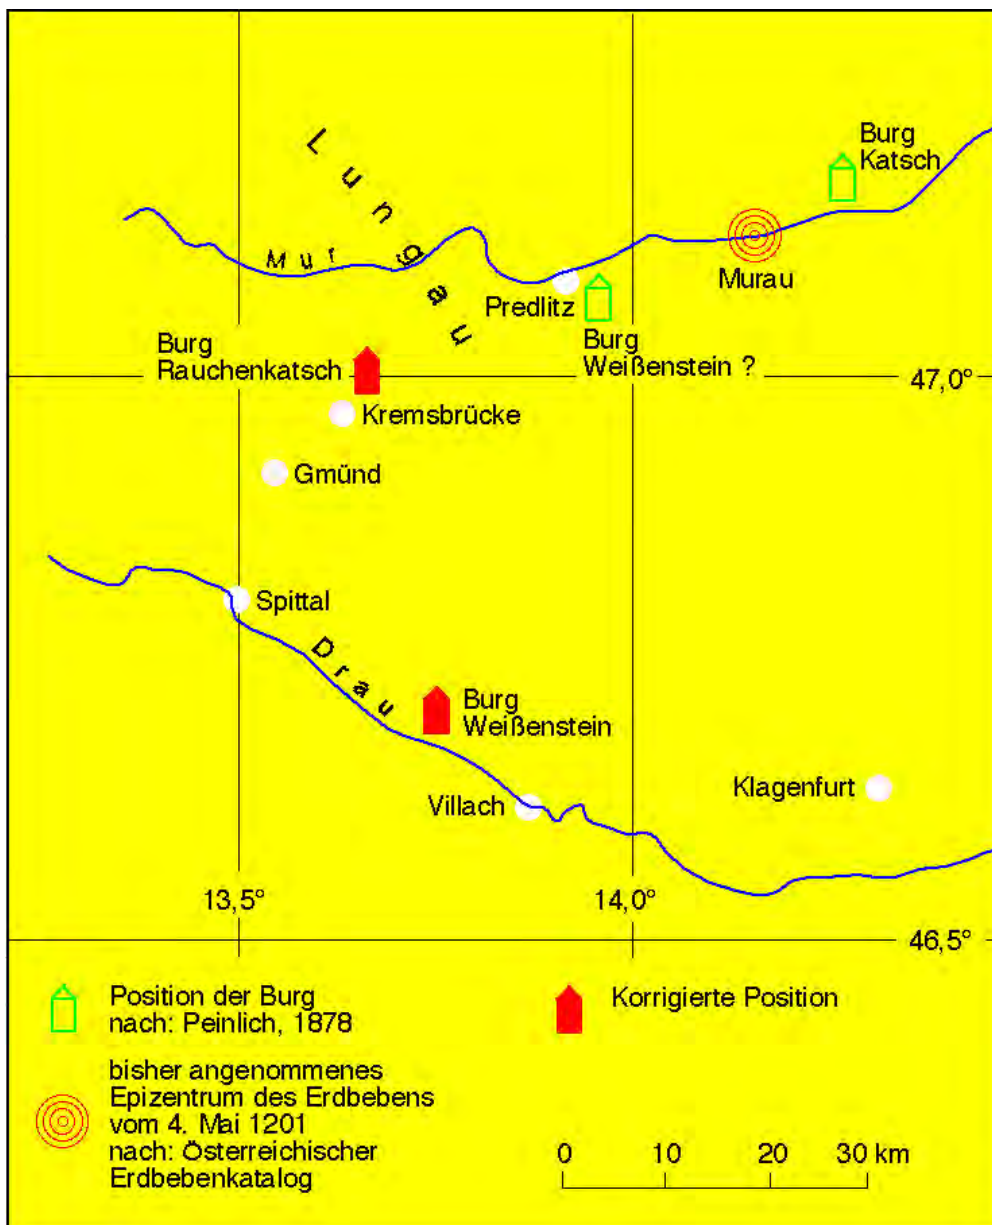 Lungau
Burg
Katsch
Mur
Murau
Predlitz
Burg
Weißenstein ?
Burg
Rauchenkatsch
47,0°
Kremsbrücke
Gmünd
Spittal
Drau
Burg
Weißenstein
Klagenfurt
Villach
13,5°
14,0°
46,5°
Position der Burg
nach: Peinlich, 1878
Korrigierte Position
bisher angenommenes
Epizentrum des Erdbebens
vom 4. Mai 1201
nach: Österreichischer
Erdbebenkatalog
0 10 20 30 km